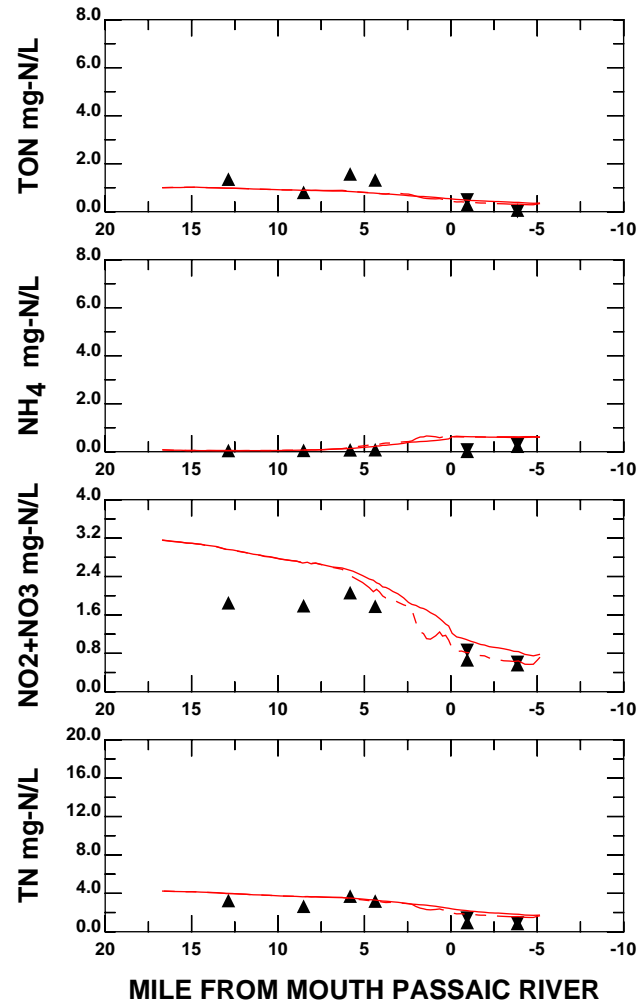 TON mg-N/L
8.0
6.0
4.0
2.0
0.0
20 15 10 5 0 -5 -10
NH4 mg-N/L
8.0
6.0
4.0
2.0
0.0
20 15 10 5 0 -5 -10
NO2+NO3 mg-N/L
4.0
3.2
2.4
1.6
0.8
0.0
20 15 10 5 0 -5 -10
TN mg-N/L
20.0
16.0
12.0
8.0
4.0
0.0
20 15 10 5 0 -5 -10
MILE FROM MOUTH PASSAIC RIVER